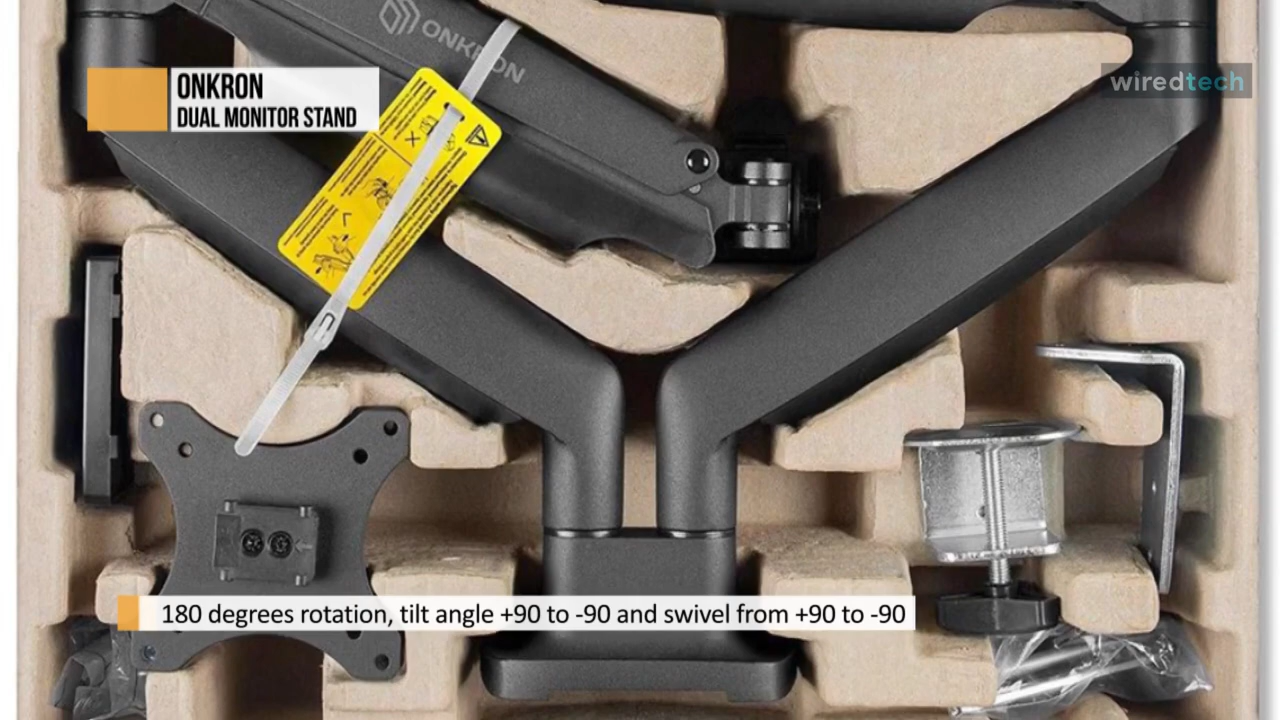 ONKRON
wiredtech
ONKRON
DUAL MONITOR STAND
180 degrees rotation, tilt angle +90 to -90 and swivel from +90 to -90